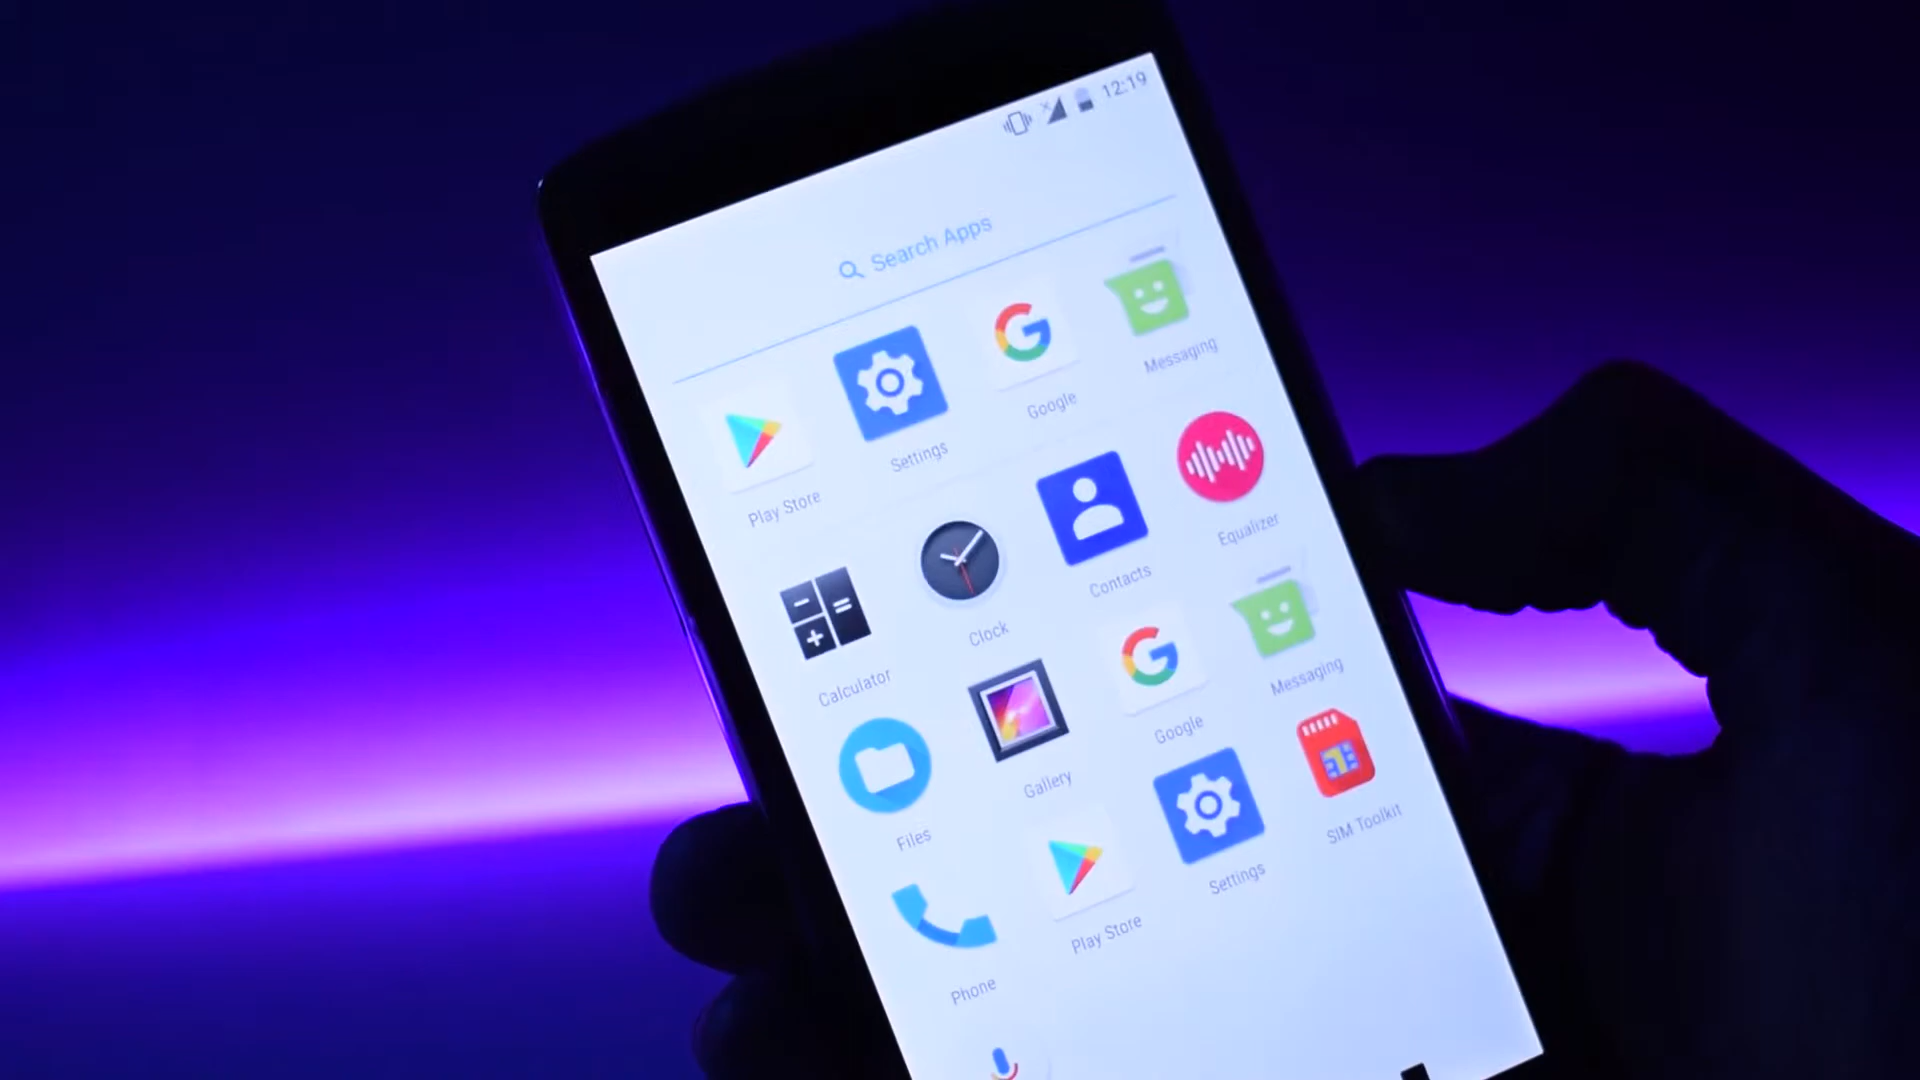 12:19
Search Apps
Play Store
Settings
Google
Messaging
Calculator
Clock
Contacts
Equalizer
Files
Gallery
Google
Messaging
Phone
Play Store
Settings
SIM Toolkit